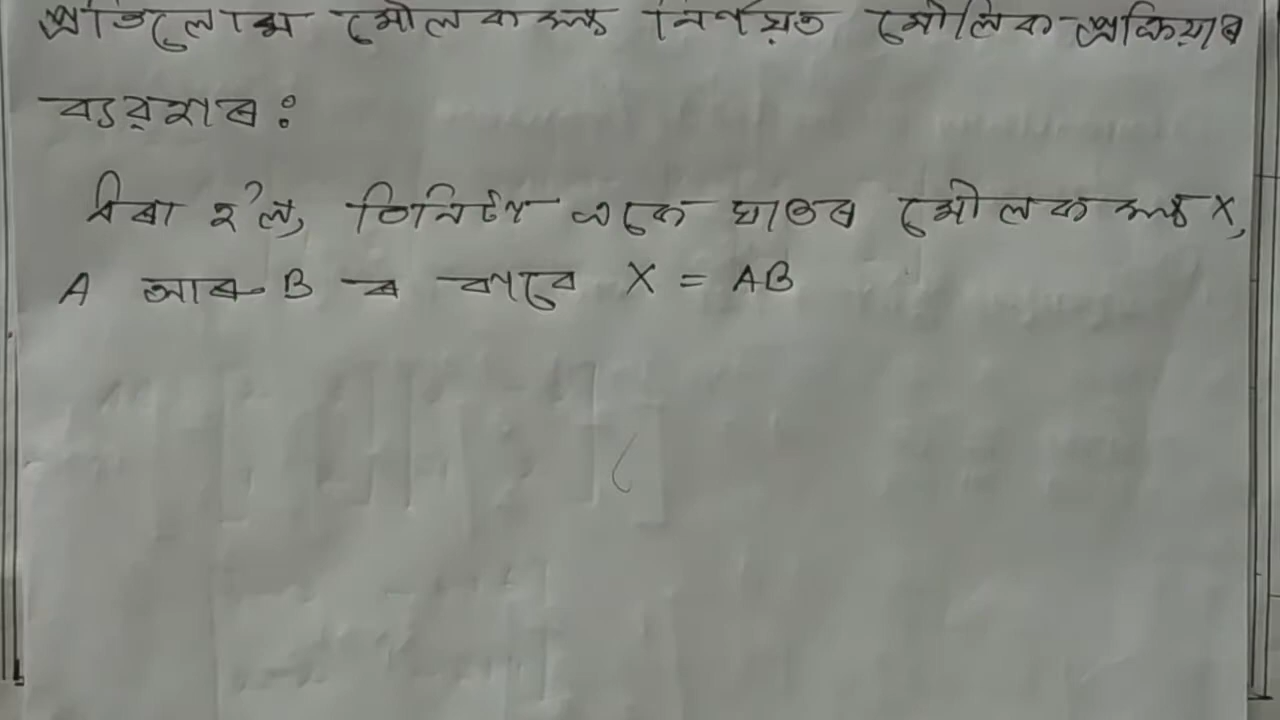 প্ৰতিলোম মৌলকক্ষ নিৰ্ণয়ত মৌলিক প্ৰক্ৰিয়াৰ
ব্যৱহাৰ :
ধৰা হ'ল, তিনিটা একে ঘাতৰ মৌলকক্ষ X,
A আৰু B ৰ বাবে X = AB